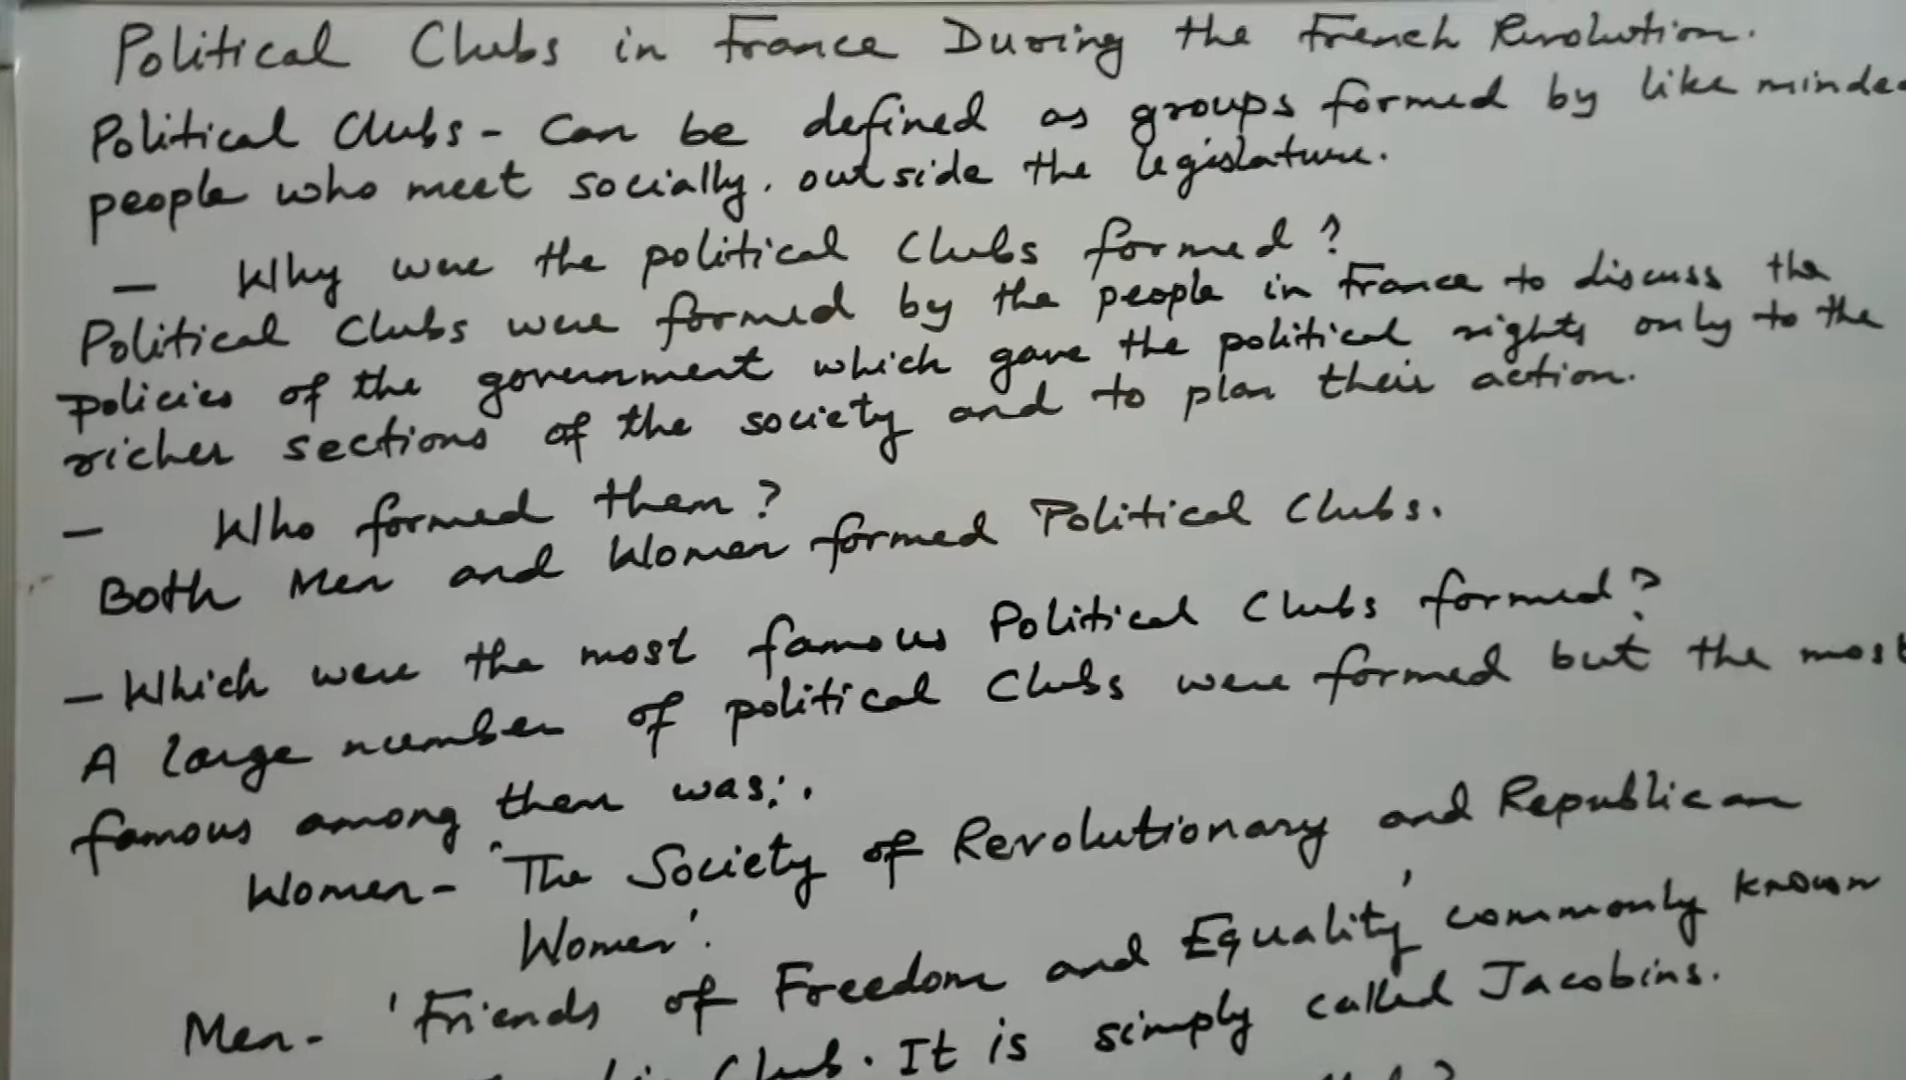 Political Clubs in France During the French Revolution.
Political Clubs - Can be defined as groups formed by like minded
people who meet socially. outside the legislature.
— Why were the political Clubs formed?
Political Clubs were formed by the people in France to discuss the
policies of the government which gave the political rights only to the
richer sections of the society and to plan their action.
— Who formed them?
Both Men and Women formed Political Clubs.
— Which were the most famous Political Clubs formed?
A large number of political Clubs were formed but the most
famous among them was:.
Women - 'The Society of Revolutionary and Republican
Women'.
Men - 'Friends of Freedom and Equality' commonly known
Club. It is simply called Jacobins.